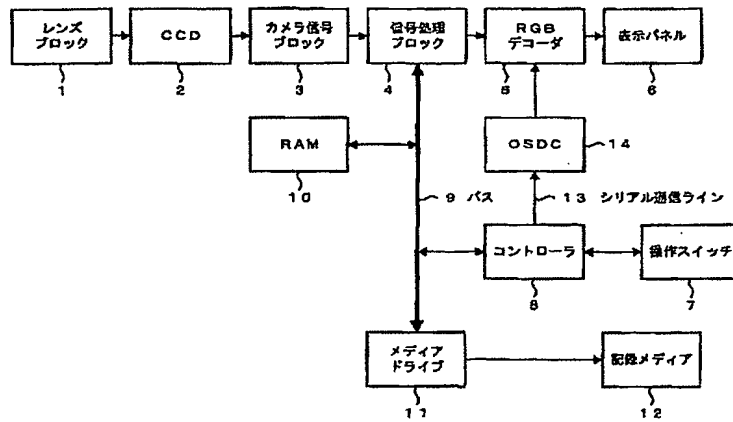 レンズ
ブロック
CCD
カメラ信号
ブロック
信号処理
ブロック
RGB
デコーダ
表示パネル
1
2
3
4
5
6
RAM
OSDC
14
10
9 バス
13 シリアル通信ライン
コントローラ
操作スイッチ
8
7
メディア
ドライブ
記録メディア
11
12